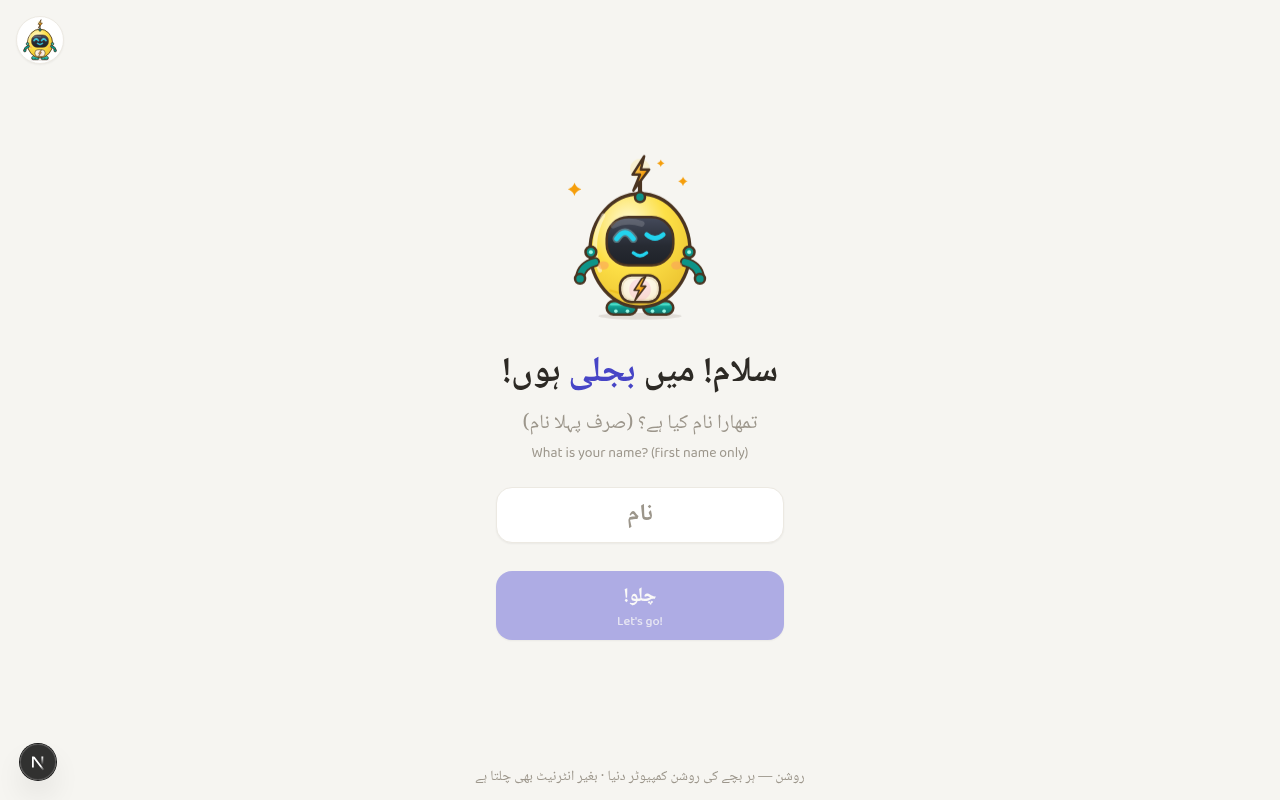 سلام! میں بجلی ہوں!
تمھارا نام کیا ہے؟ (صرف پہلا نام)
What is your name? (first name only)
نام
چلو!
Let's go!
روشن — ہر بچے کی روشن کمپیوٹر دنیا · بغیر انٹرنیٹ بھی چلتا ہے
N